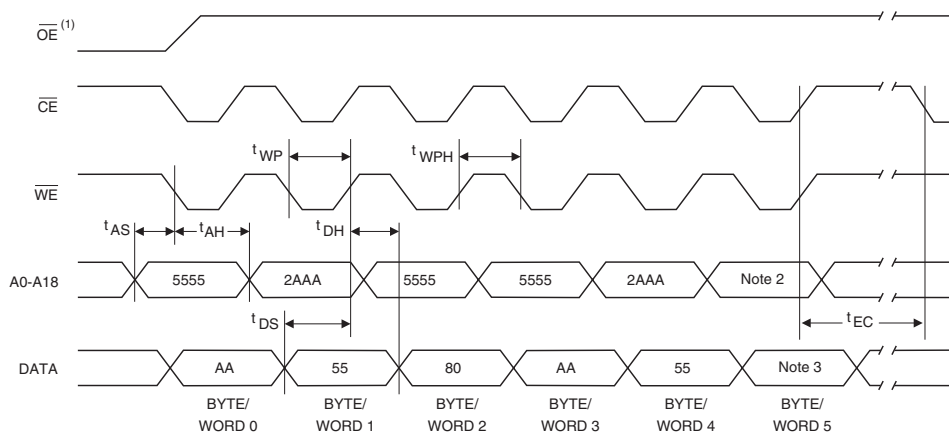 OE (1)
CE
t WP
t WPH
WE
t AS
t AH
t DH
A0-A18
5555
2AAA
5555
5555
2AAA
Note 2
t DS
t EC
DATA
AA
55
80
AA
55
Note 3
BYTE/
WORD 0
BYTE/
WORD 1
BYTE/
WORD 2
BYTE/
WORD 3
BYTE/
WORD 4
BYTE/
WORD 5